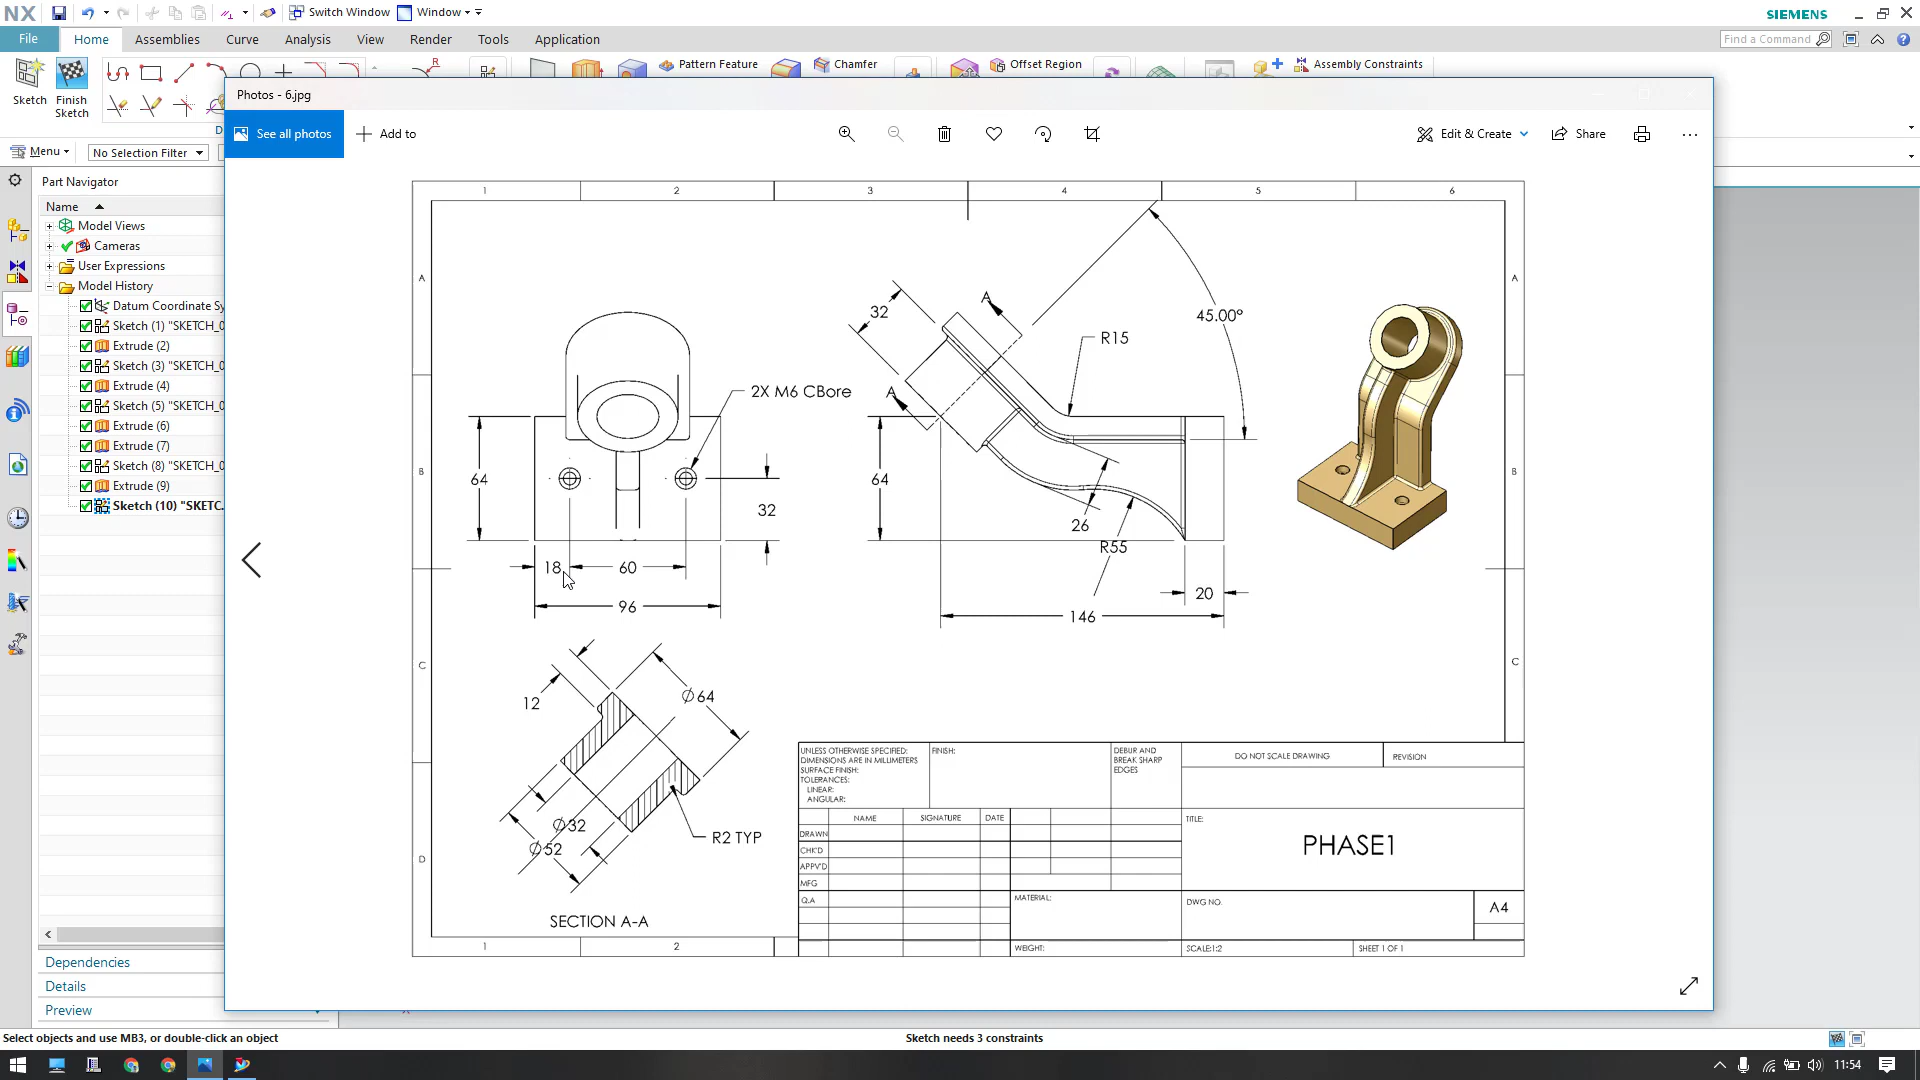 NX
Switch Window
Window
SIEMENS
File
Home
Assemblies
Curve
Analysis
View
Render
Tools
Application
Find a Command
Sketch
Finish
Sketch
Pattern Feature
Chamfer
Offset Region
Assembly Constraints
Menu
No Selection Filter
Photos - 6.jpg
See all photos
Add to
Edit & Create
Share
Part Navigator
Name
Model Views
Cameras
User Expressions
Model History
Datum Coordinate Sy
Sketch (1) "SKETCH_0
Extrude (2)
Sketch (3) "SKETCH_0
Extrude (4)
Sketch (5) "SKETCH_0
Extrude (6)
Extrude (7)
Sketch (8) "SKETCH_0
Extrude (9)
Sketch (10) "SKETC.
Dependencies
Details
Preview
1 2 3 4 5 6
A A
B B
C C
D
1 2
64
2X M6 CBore
32
18
60
96
32
A
A
R15
45.00°
64
26
R55
20
146
12
Ø64
Ø32
Ø52
R2 TYP
SECTION A-A
UNLESS OTHERWISE SPECIFIED:
DIMENSIONS ARE IN MILLIMETERS
SURFACE FINISH:
TOLERANCES:
LINEAR:
ANGULAR:
FINISH:
DEBUR AND
BREAK SHARP
EDGES
DO NOT SCALE DRAWING
REVISION
NAME
SIGNATURE
DATE
DRAWN
CHK'D
APPV'D
MFG
Q.A
TITLE:
PHASE1
MATERIAL:
DWG NO.
A4
WEIGHT:
SCALE:1:2
SHEET 1 OF 1
Select objects and use MB3, or double-click an object
Sketch needs 3 constraints
11:54